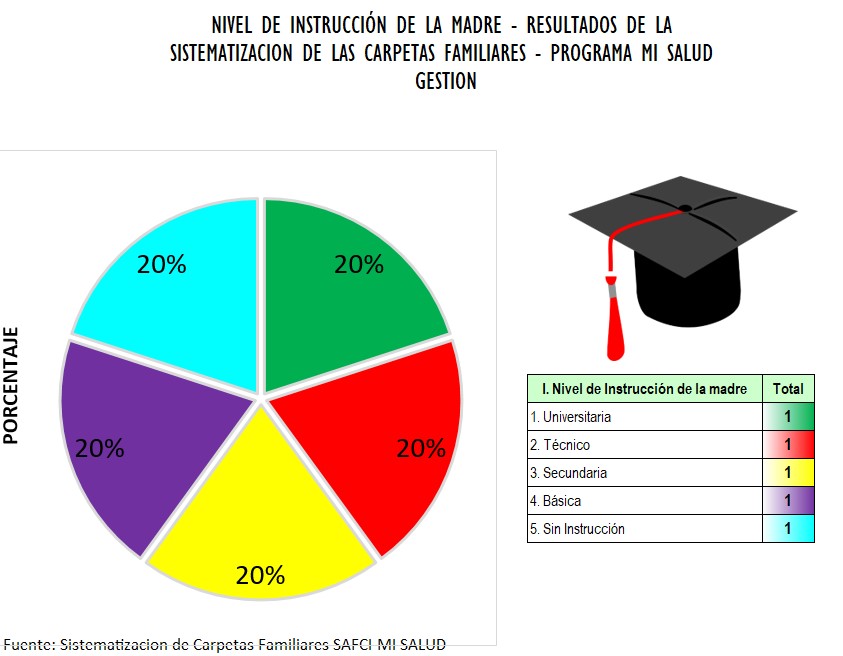 NIVEL DE INSTRUCCIÓN DE LA MADRE - RESULTADOS DE LA
SISTEMATIZACION DE LAS CARPETAS FAMILIARES - PROGRAMA MI SALUD
GESTION
PORCENTAJE
20%
20%
20%
20%
20%
I. Nivel de Instrucción de la madre Total
1. Universitaria 1
2. Técnico 1
3. Secundaria 1
4. Básica 1
5. Sin Instrucción 1
Fuente: Sistematizacion de Carpetas Familiares SAFCI MI SALUD